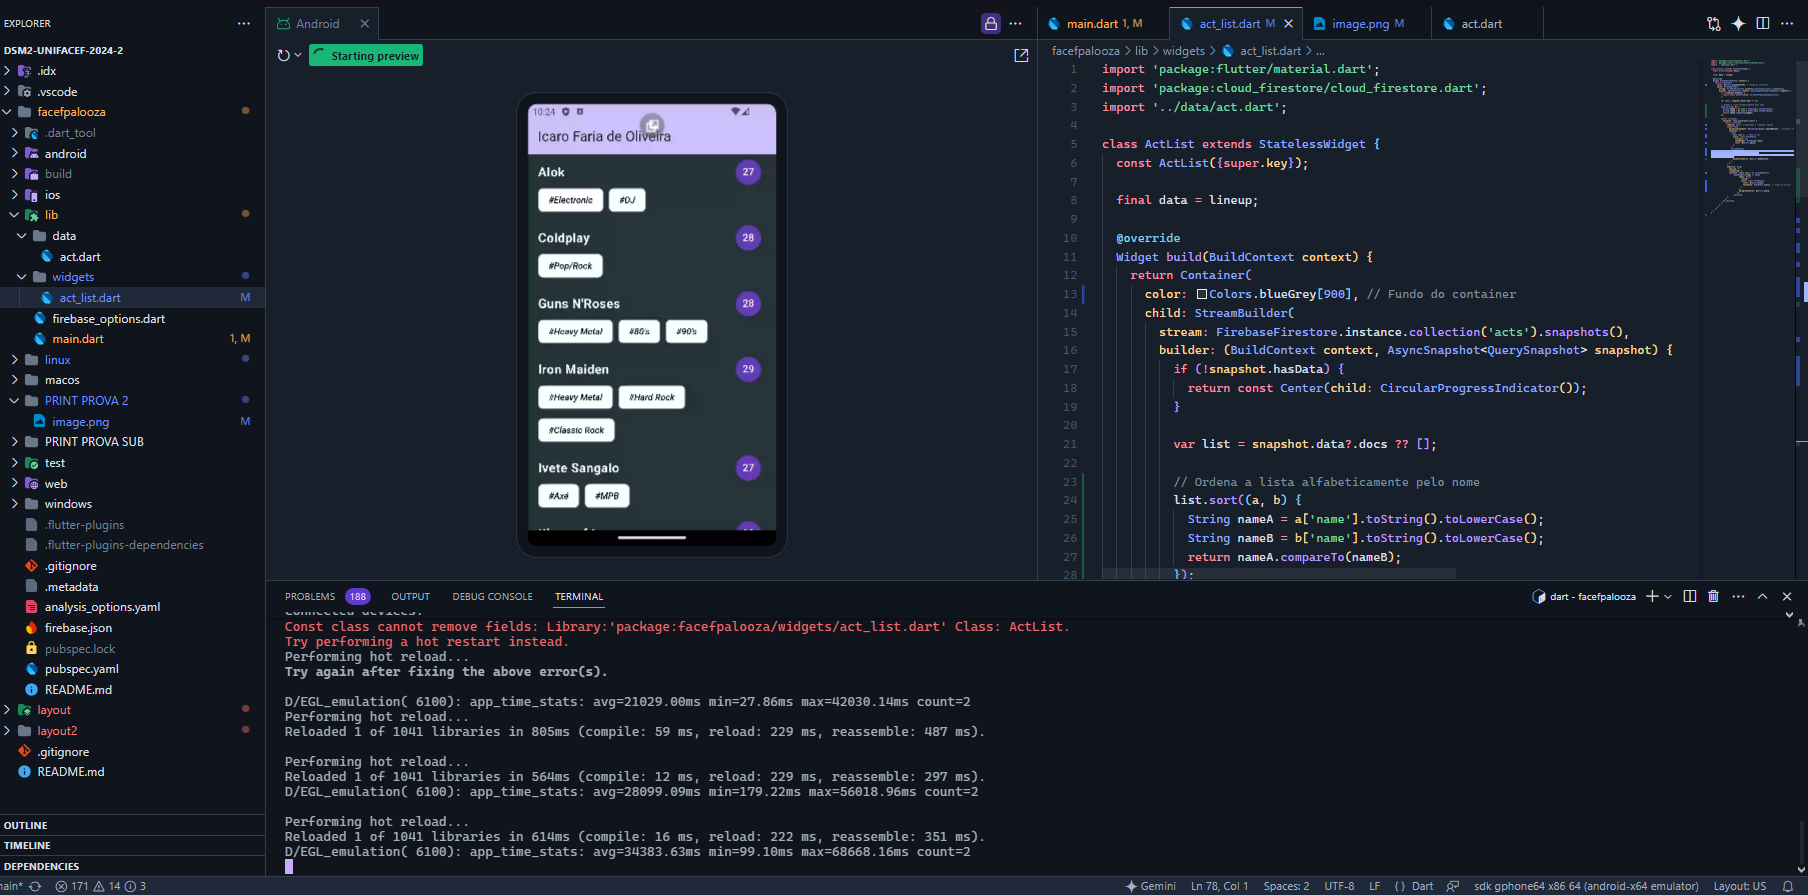 EXPLORER
DSM2-UNIFACEF-2024-2
.idx
.vscode
facefpalooza
.dart_tool
android
build
ios
lib
data
act.dart
widgets
act_list.dart M
firebase_options.dart
main.dart 1, M
linux
macos
PRINT PROVA 2
image.png M
PRINT PROVA SUB
test
web
windows
.flutter-plugins
.flutter-plugins-dependencies
.gitignore
.metadata
analysis_options.yaml
firebase.json
pubspec.lock
pubspec.yaml
README.md
layout
layout2
.gitignore
README.md
OUTLINE
TIMELINE
DEPENDENCIES
Android
Starting preview
10:24
Icaro Faria de Oliveira
Alok 27
#Electronic #DJ
Coldplay 28
#Pop/Rock
Guns N'Roses 28
#Heavy Metal #80's #90's
Iron Maiden 29
#Heavy Metal #Hard Rock
#Classic Rock
Ivete Sangalo 27
#Axé #MPB
main.dart 1, M act_list.dart M image.png M act.dart
facefpalooza > lib > widgets > act_list.dart > ...
1 import 'package:flutter/material.dart';
2 import 'package:cloud_firestore/cloud_firestore.dart';
3 import '../data/act.dart';
4
5 class ActList extends StatelessWidget {
6 const ActList({super.key});
7
8 final data = lineup;
9
10 @override
11 Widget build(BuildContext context) {
12 return Container(
13 color: Colors.blueGrey[900], // Fundo do container
14 child: StreamBuilder(
15 stream: FirebaseFirestore.instance.collection('acts').snapshots(),
16 builder: (BuildContext context, AsyncSnapshot<QuerySnapshot> snapshot) {
17 if (!snapshot.hasData) {
18 return const Center(child: CircularProgressIndicator());
19 }
20
21 var list = snapshot.data?.docs ?? [];
22
23 // Ordena a lista alfabeticamente pelo nome
24 list.sort((a, b) {
25 String nameA = a['name'].toString().toLowerCase();
26 String nameB = b['name'].toString().toLowerCase();
27 return nameA.compareTo(nameB);
28 });
PROBLEMS 188 OUTPUT DEBUG CONSOLE TERMINAL
dart - facefpalooza
Connected devices:
Const class cannot remove fields: Library:'package:facefpalooza/widgets/act_list.dart' Class: ActList.
Try performing a hot restart instead.
Performing hot reload...
Try again after fixing the above error(s).
D/EGL_emulation( 6100): app_time_stats: avg=21029.00ms min=27.86ms max=42030.14ms count=2
Performing hot reload...
Reloaded 1 of 1041 libraries in 805ms (compile: 59 ms, reload: 229 ms, reassemble: 487 ms).
Performing hot reload...
Reloaded 1 of 1041 libraries in 564ms (compile: 12 ms, reload: 229 ms, reassemble: 297 ms).
D/EGL_emulation( 6100): app_time_stats: avg=28099.09ms min=179.22ms max=56018.96ms count=2
Performing hot reload...
Reloaded 1 of 1041 libraries in 614ms (compile: 16 ms, reload: 222 ms, reassemble: 351 ms).
D/EGL_emulation( 6100): app_time_stats: avg=34383.63ms min=99.10ms max=68668.16ms count=2
nain* 171 14 3
Gemini Ln 78, Col 1 Spaces: 2 UTF-8 LF {} Dart sdk gphone64 x86 64 (android-x64 emulator) Layout: US